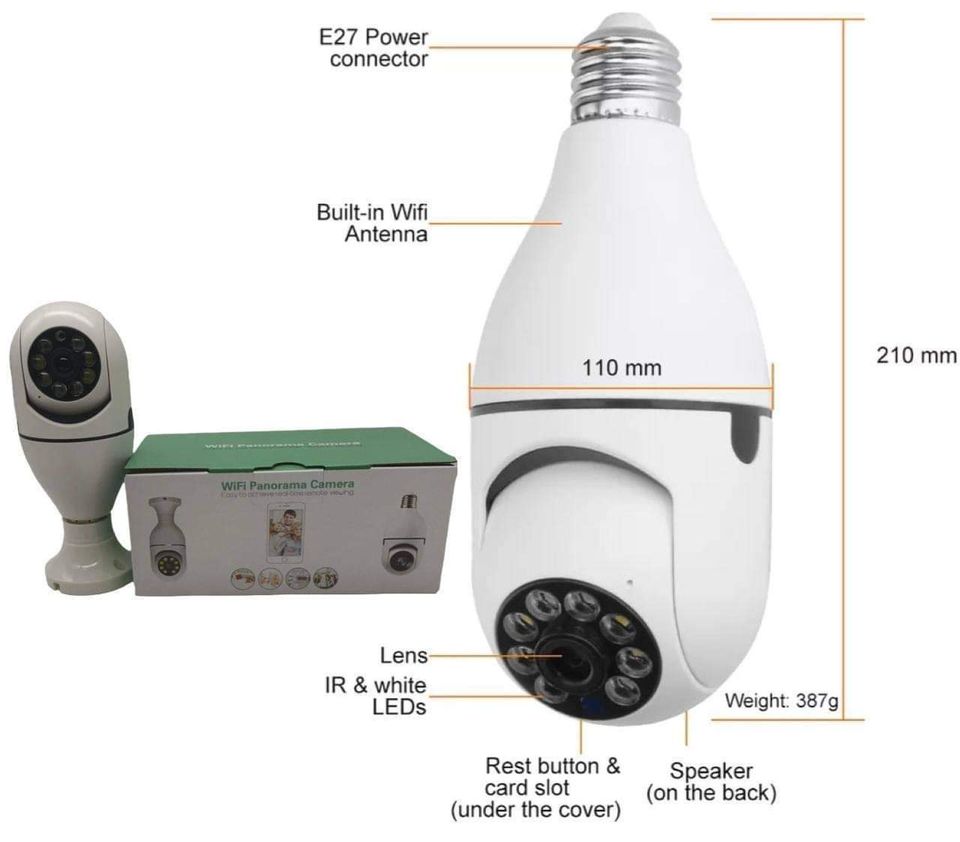 E27 Power
connector
Built-in Wifi
Antenna
110 mm
210 mm
WiFi Panorama Camera
WiFi Panorama Camera
Easy to achieve real-time remote viewing
Lens
IR & white
LEDs
Weight: 387g
Rest button &
card slot
(under the cover)
Speaker
(on the back)